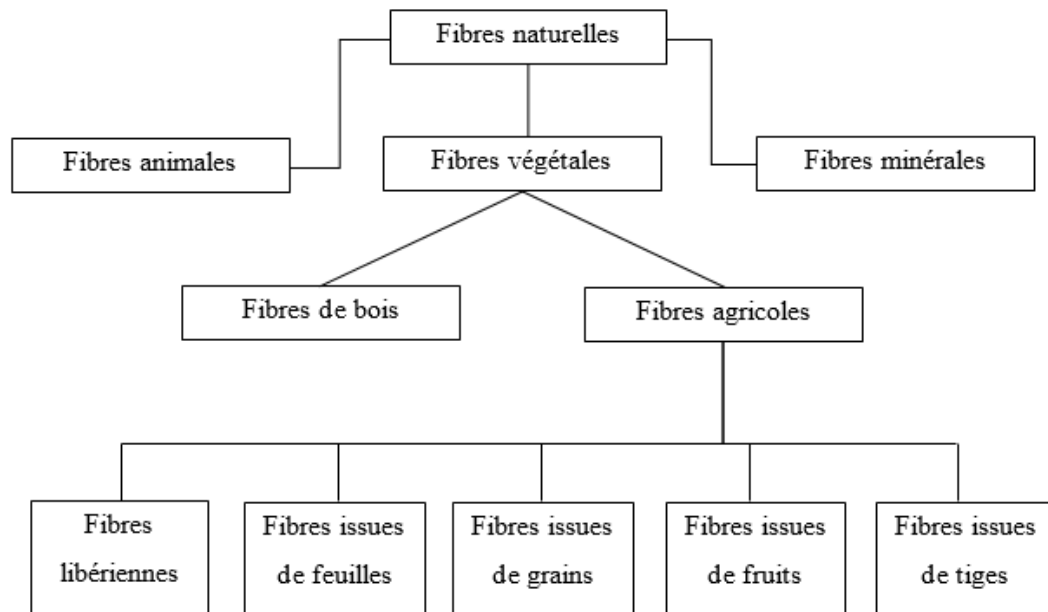 Fibres naturelles
Fibres animales
Fibres végétales
Fibres minérales
Fibres de bois
Fibres agricoles
Fibres
libériennes
Fibres issues
de feuilles
Fibres issues
de grains
Fibres issues
de fruits
Fibres issues
de tiges